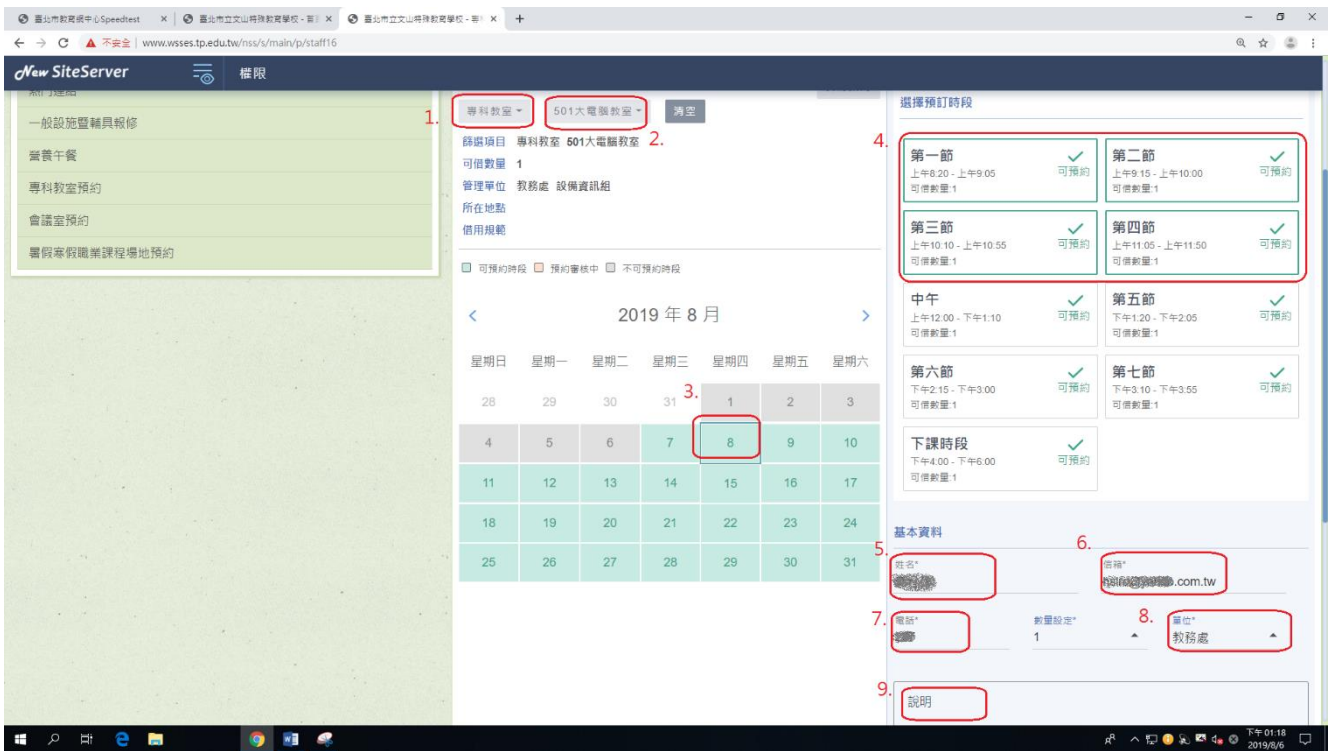 臺北市教育網中心Speedtest
臺北市立文山特殊教育學校 - 首
臺北市立文山特殊教育學校 - 專
不安全 www.wsses.tp.edu.tw/nss/s/main/p/staff16
New SiteServer 權限
熱門連結
一般設施暨輔具報修
營養午餐
專科教室預約
會議室預約
暑假寒假職業課程場地預約
1. 專科教室 501大電腦教室 清空
2.
篩選項目 專科教室 501大電腦教室
可借數量 1
管理單位 教務處 設備資訊組
所在地點
借用規範
可預約時段 預約審核中 不可預約時段
2019 年 8 月
星期日 星期一 星期二 星期三 星期四 星期五 星期六
3.
28 29 30 31 1 2 3
4 5 6 7 8 9 10
11 12 13 14 15 16 17
18 19 20 21 22 23 24
25 26 27 28 29 30 31
選擇預訂時段
4.
第一節 可預約
上午8:20 - 上午9:05
可借數量:1
第二節 可預約
上午9:15 - 上午10:00
可借數量:1
第三節 可預約
上午10:10 - 上午10:55
可借數量:1
第四節 可預約
上午11:05 - 上午11:50
可借數量:1
中午 可預約
上午12:00 - 下午1:10
可借數量:1
第五節 可預約
下午1:20 - 下午2:05
可借數量:1
第六節 可預約
下午2:15 - 下午3:00
可借數量:1
第七節 可預約
下午3:10 - 下午3:55
可借數量:1
下課時段 可預約
下午4:00 - 下午6:00
可借數量:1
基本資料
5. 姓名*
6. 信箱*
.com.tw
7. 電話*
數量設定*
1
8. 單位*
教務處
9. 說明
下午 01:18
2019/8/6